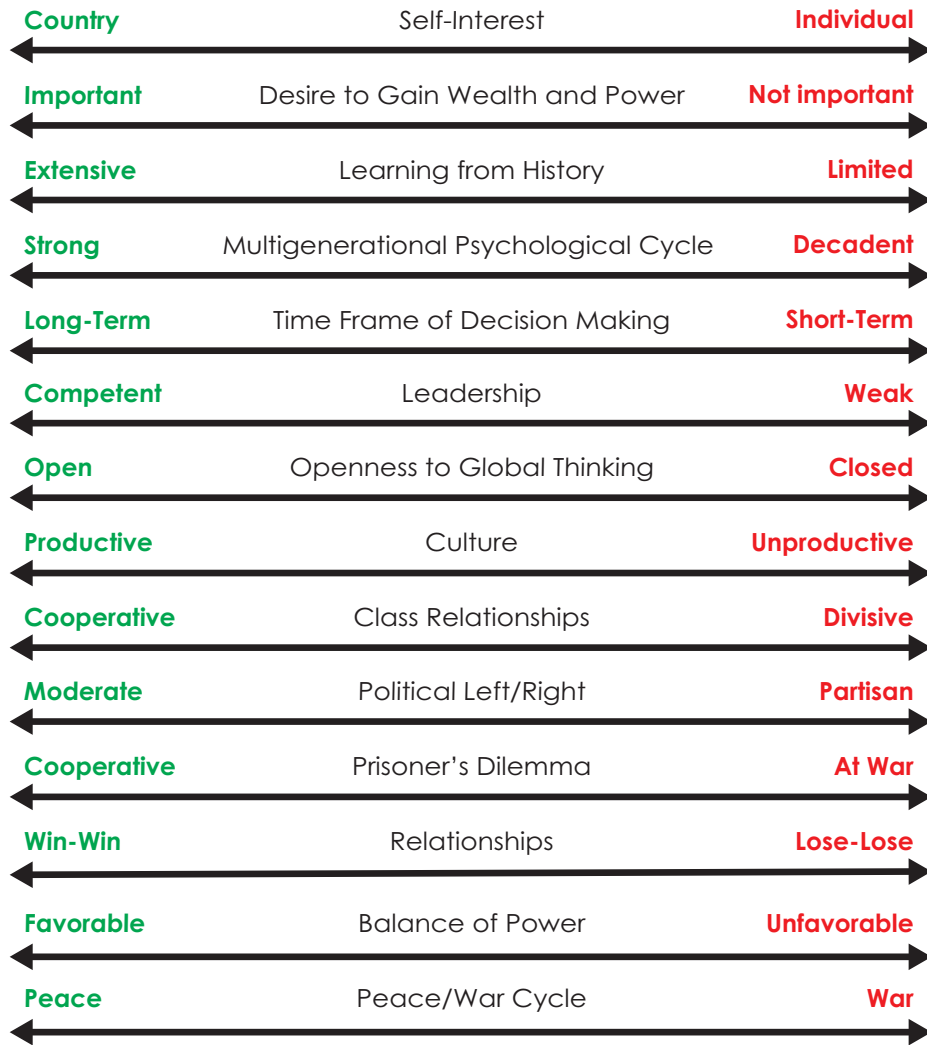 Country Self-Interest Individual
Important Desire to Gain Wealth and Power Not important
Extensive Learning from History Limited
Strong Multigenerational Psychological Cycle Decadent
Long-Term Time Frame of Decision Making Short-Term
Competent Leadership Weak
Open Openness to Global Thinking Closed
Productive Culture Unproductive
Cooperative Class Relationships Divisive
Moderate Political Left/Right Partisan
Cooperative Prisoner’s Dilemma At War
Win-Win Relationships Lose-Lose
Favorable Balance of Power Unfavorable
Peace Peace/War Cycle War